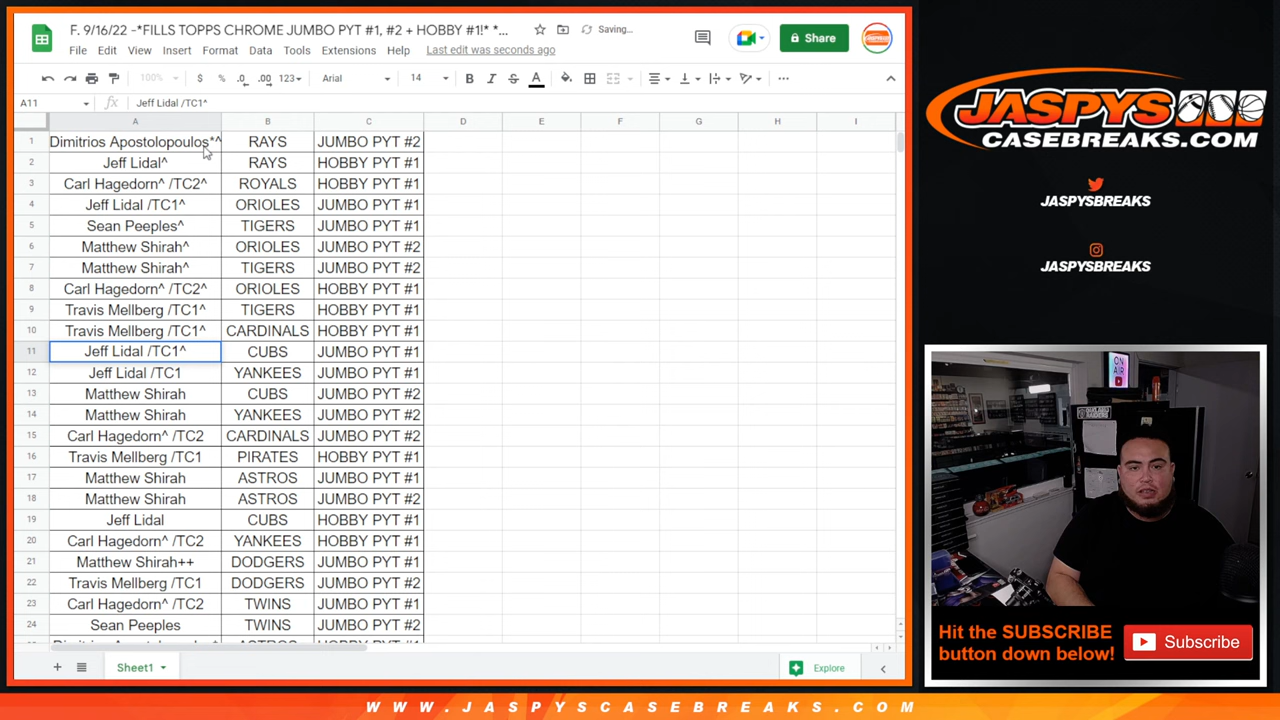 F. 9/16/22 -*FILLS TOPPS CHROME JUMBO PYT #1, #2 + HOBBY #1!* *...
Saving...
File Edit View Insert Format Data Tools Extensions Help Last edit was seconds ago
Share
100% $ % .0 .00 123 Arial 14 B I S A
A11 fx Jeff Lidal /TC1^
A B C D E F G H I
1 Dimitrios Apostolopoulos*^ RAYS JUMBO PYT #2
2 Jeff Lidal^ RAYS HOBBY PYT #1
3 Carl Hagedorn^ /TC2^ ROYALS HOBBY PYT #1
4 Jeff Lidal /TC1^ ORIOLES JUMBO PYT #1
5 Sean Peeples^ TIGERS JUMBO PYT #1
6 Matthew Shirah^ ORIOLES JUMBO PYT #2
7 Matthew Shirah^ TIGERS JUMBO PYT #2
8 Carl Hagedorn^ /TC2^ ORIOLES HOBBY PYT #1
9 Travis Mellberg /TC1^ TIGERS HOBBY PYT #1
10 Travis Mellberg /TC1^ CARDINALS HOBBY PYT #1
11 Jeff Lidal /TC1^ CUBS JUMBO PYT #1
12 Jeff Lidal /TC1 YANKEES JUMBO PYT #1
13 Matthew Shirah CUBS JUMBO PYT #2
14 Matthew Shirah YANKEES JUMBO PYT #2
15 Carl Hagedorn^ /TC2 CARDINALS JUMBO PYT #2
16 Travis Mellberg /TC1 PIRATES HOBBY PYT #1
17 Matthew Shirah ASTROS JUMBO PYT #1
18 Matthew Shirah ASTROS JUMBO PYT #2
19 Jeff Lidal CUBS HOBBY PYT #1
20 Carl Hagedorn^ /TC2 YANKEES HOBBY PYT #1
21 Matthew Shirah++ DODGERS JUMBO PYT #1
22 Travis Mellberg /TC1 DODGERS JUMBO PYT #2
23 Carl Hagedorn^ /TC2 TWINS JUMBO PYT #1
24 Sean Peeples TWINS JUMBO PYT #2
Sheet1
Explore
JASPYS
CASEBREAKS.COM
JASPYSBREAKS
JASPYSBREAKS
ON AIR
Hit the SUBSCRIBE
button down below!
Subscribe
WWW.JASPYSCASEBREAKS.COM